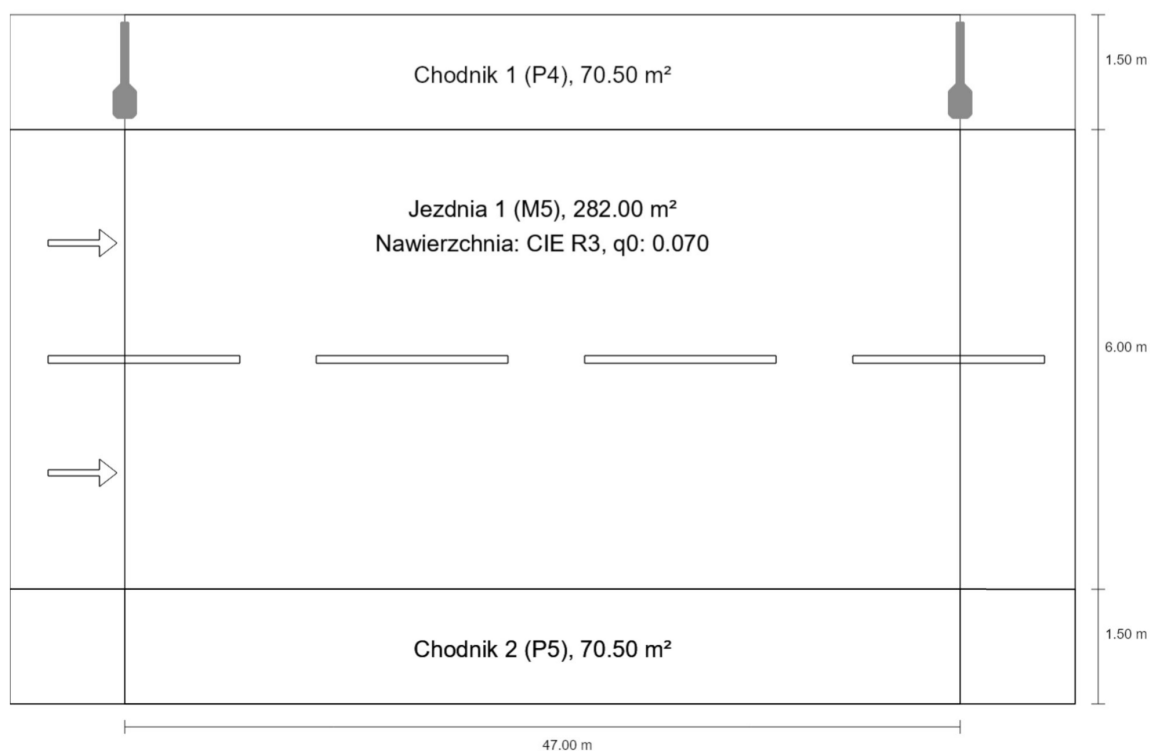 Chodnik 1 (P4), 70.50 m²
1.50 m
Jezdnia 1 (M5), 282.00 m²
Nawierzchnia: CIE R3, q0: 0.070
6.00 m
Chodnik 2 (P5), 70.50 m²
1.50 m
47.00 m